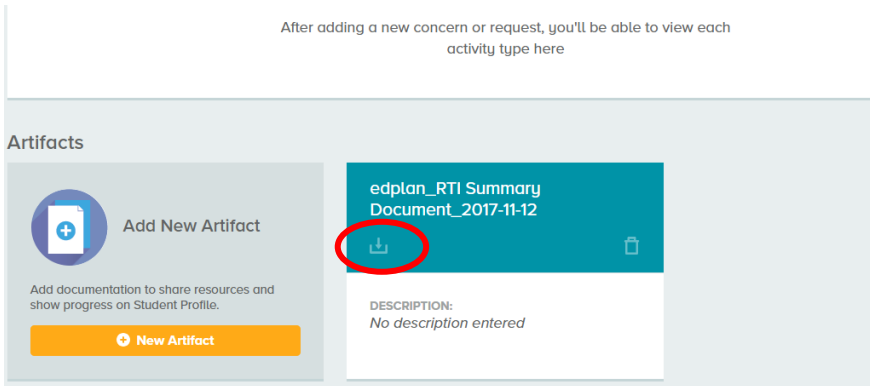 After adding a new concern or request, you'll be able to view each
activity type here
Artifacts
Add New Artifact
Add documentation to share resources and
show progress on Student Profile.
New Artifact
edplan_RTI Summary
Document_2017-11-12
DESCRIPTION:
No description entered